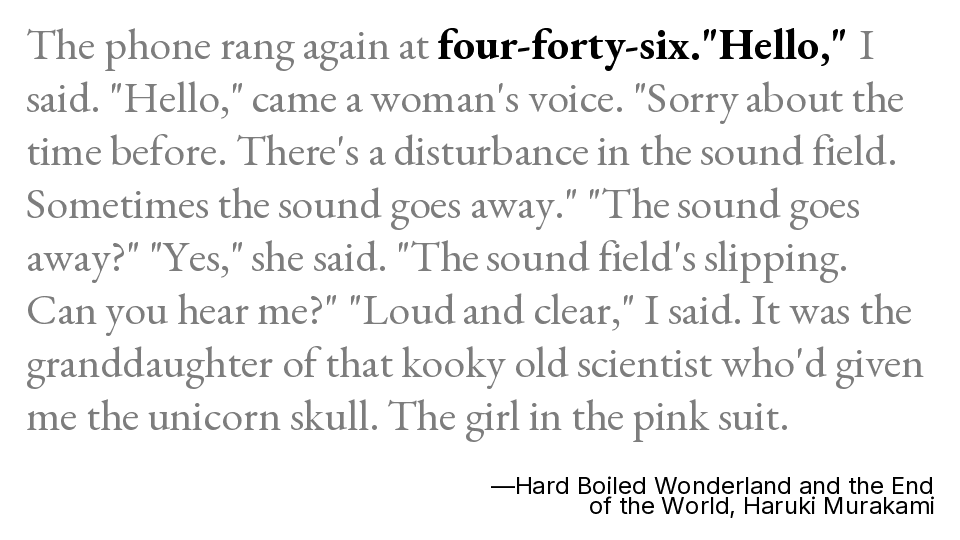 The phone rang again at four-forty-six."Hello," I
said. "Hello," came a woman's voice. "Sorry about the
time before. There's a disturbance in the sound field.
Sometimes the sound goes away." "The sound goes
away?" "Yes," she said. "The sound field's slipping.
Can you hear me?" "Loud and clear," I said. It was the
granddaughter of that kooky old scientist who'd given
me the unicorn skull. The girl in the pink suit.
—Hard Boiled Wonderland and the End
of the World, Haruki Murakami